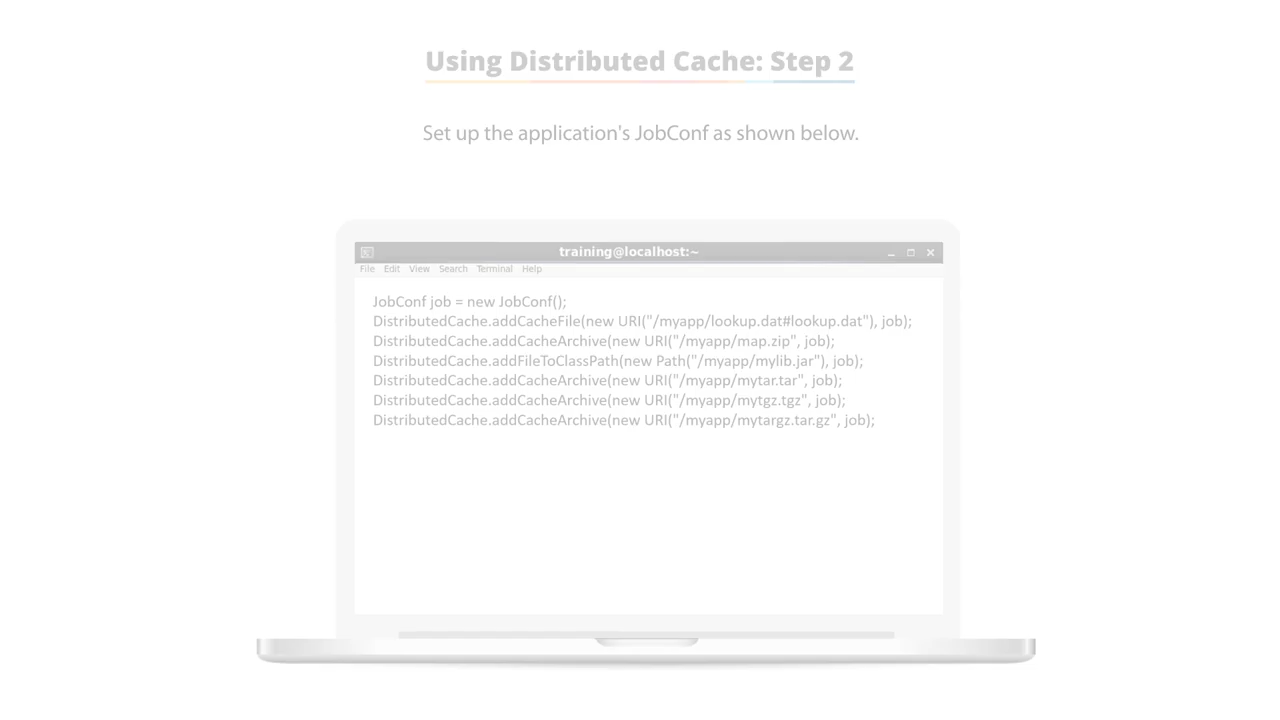 Using Distributed Cache: Step 2
Set up the application's JobConf as shown below.
training@localhost:~
File Edit View Search Terminal Help
JobConf job = new JobConf();
DistributedCache.addCacheFile(new URI("/myapp/lookup.dat#lookup.dat"), job);
DistributedCache.addCacheArchive(new URI("/myapp/map.zip", job);
DistributedCache.addFileToClassPath(new Path("/myapp/mylib.jar"), job);
DistributedCache.addCacheArchive(new URI("/myapp/mytar.tar", job);
DistributedCache.addCacheArchive(new URI("/myapp/mytgz.tgz", job);
DistributedCache.addCacheArchive(new URI("/myapp/mytargz.tar.gz", job);